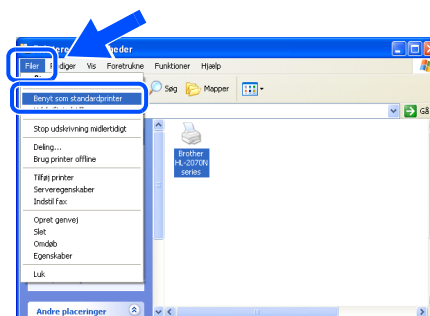 Filer
diger
Vis
Foretrukne
Funktioner
Hjælp
Søg
Mapper
Benyt som standardprinter
Stop udskrivning midlertidigt
Deling...
Brug printer offline
Tilføj printer
Serveregenskaber
Indstil fax
Opret genvej
Slet
Omdøb
Egenskaber
Luk
Gå
Brother
HL-2070N
series
Andre placeringer